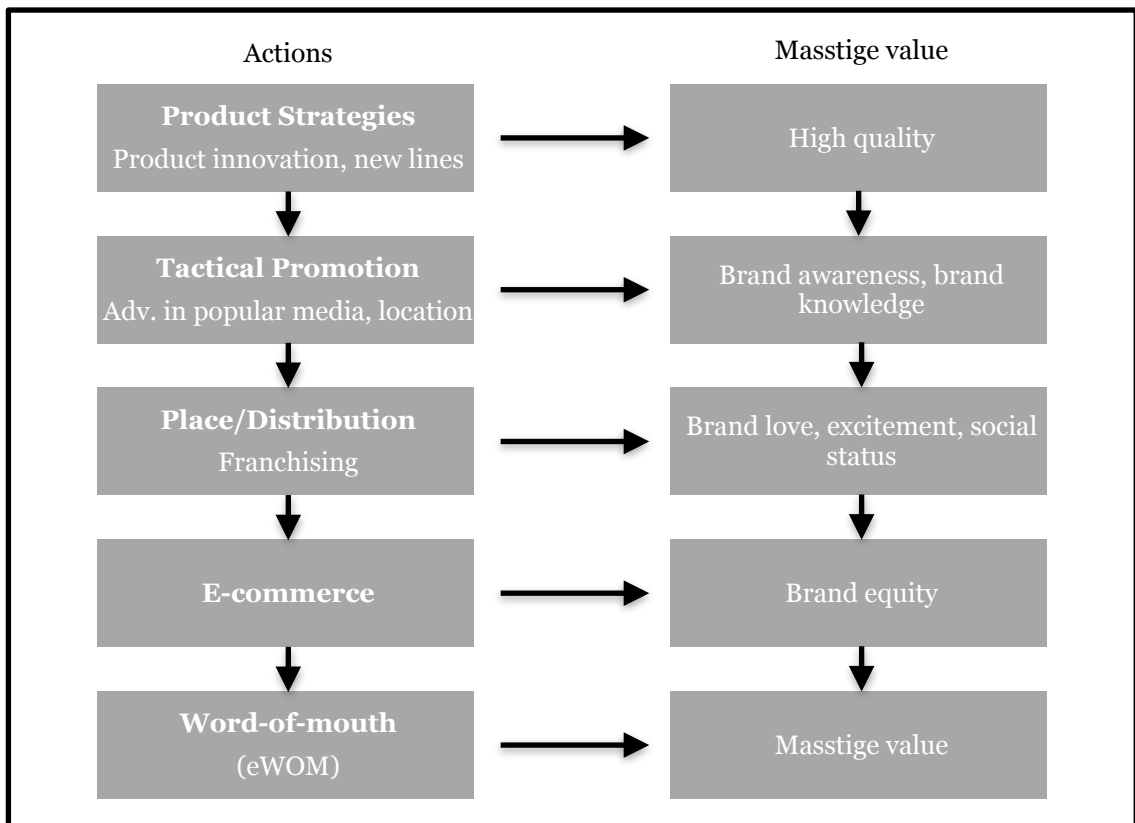 Actions
Masstige value
Product Strategies
Product innovation, new lines
High quality
Tactical Promotion
Adv. in popular media, location
Brand awareness, brand
knowledge
Place/Distribution
Franchising
Brand love, excitement, social
status
E-commerce
Brand equity
Word-of-mouth
(eWOM)
Masstige value